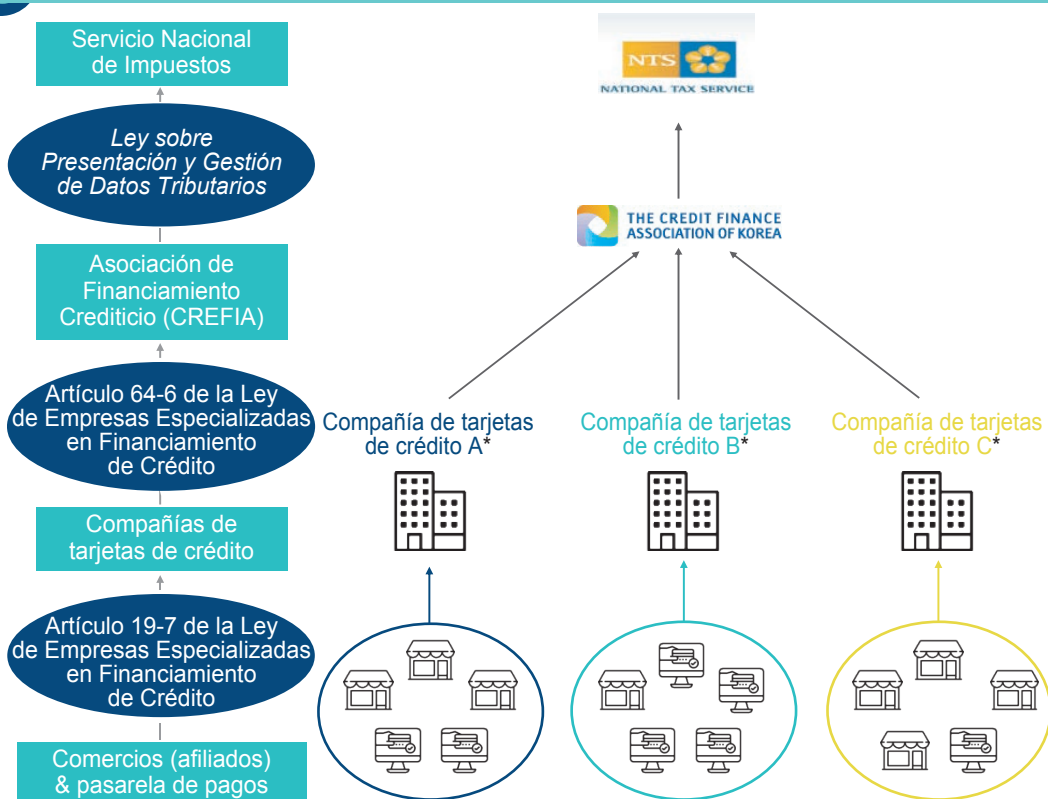 Servicio Nacional
de Impuestos
Ley sobre
Presentación y Gestión
de Datos Tributarios
Asociación de
Financiamiento
Crediticio (CREFIA)
Artículo 64-6 de la Ley
de Empresas Especializadas
en Financiamiento
de Crédito
Compañías de
tarjetas de crédito
Artículo 19-7 de la Ley
de Empresas Especializadas
en Financiamiento
de Crédito
Comercios (afiliados)
& pasarela de pagos
NTS
NATIONAL TAX SERVICE
THE CREDIT FINANCE
ASSOCIATION OF KOREA
Compañía de tarjetas
de crédito A*
Compañía de tarjetas
de crédito B*
Compañía de tarjetas
de crédito C*